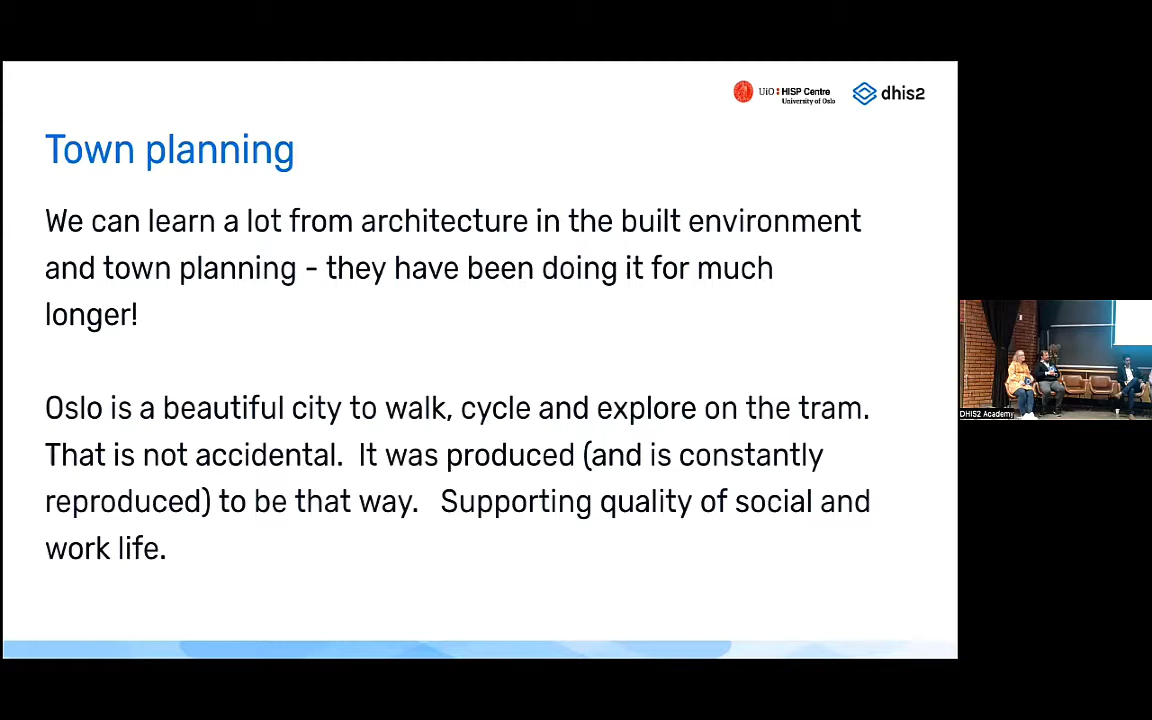 UiO : HISP Centre
University of Oslo
dhis2
Town planning
We can learn a lot from architecture in the built environment
and town planning - they have been doing it for much
longer!
Oslo is a beautiful city to walk, cycle and explore on the tram.
That is not accidental.  It was produced (and is constantly
reproduced) to be that way.   Supporting quality of social and
work life.
DHIS2 Academy